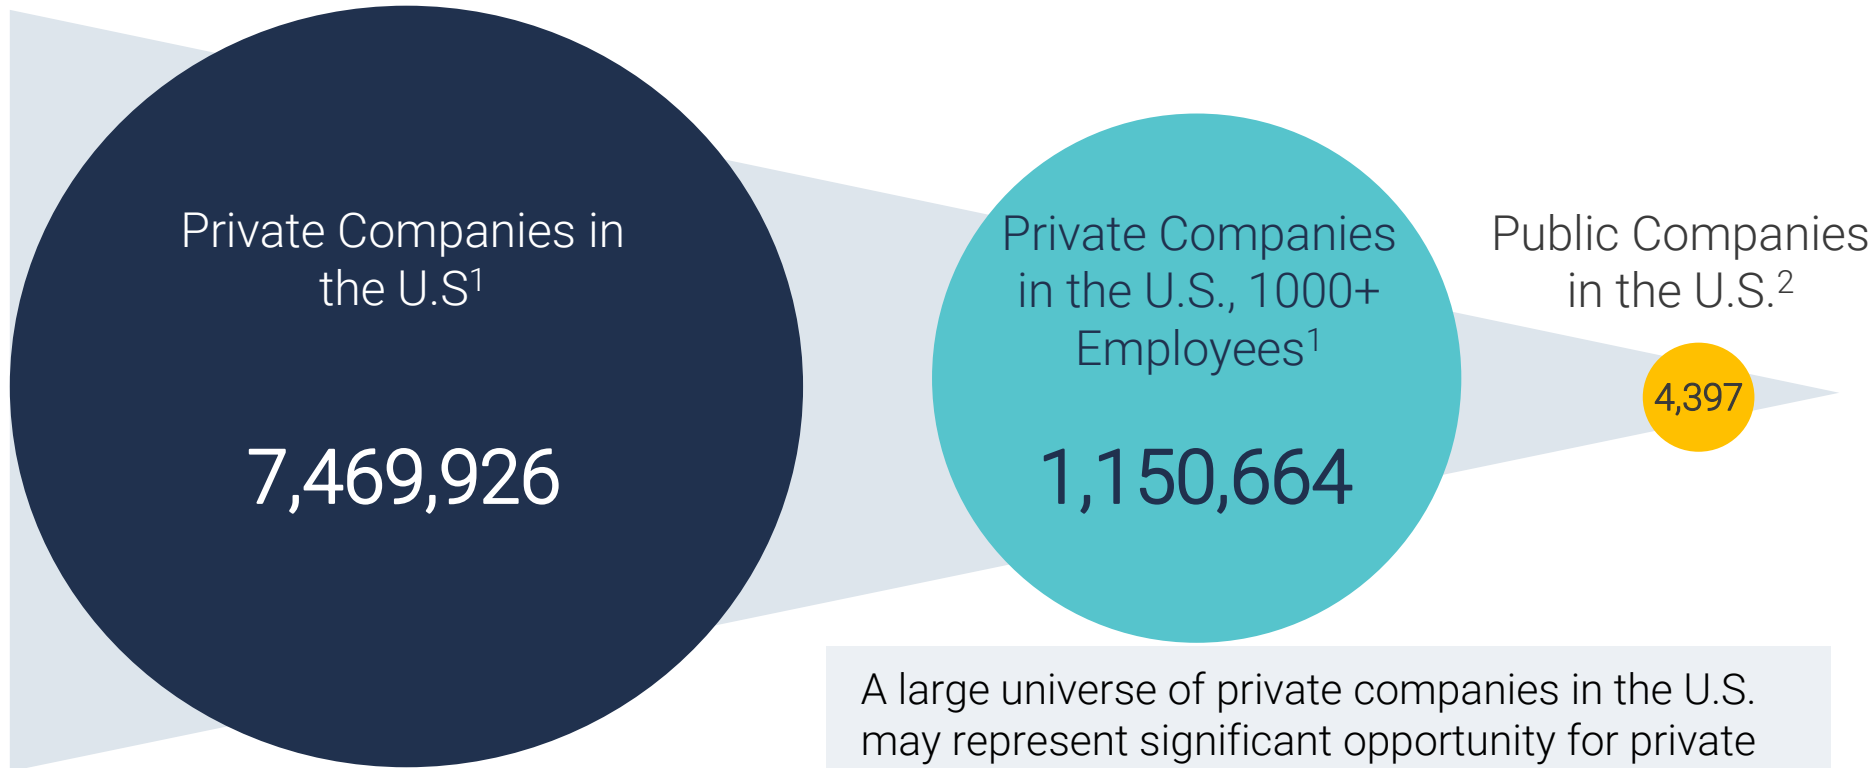 Private Companies in
the U.S¹
7,469,926
Private Companies
in the U.S., 1000+
Employees¹
1,150,664
Public Companies
in the U.S.²
4,397
A large universe of private companies in the U.S.
may represent significant opportunity for private